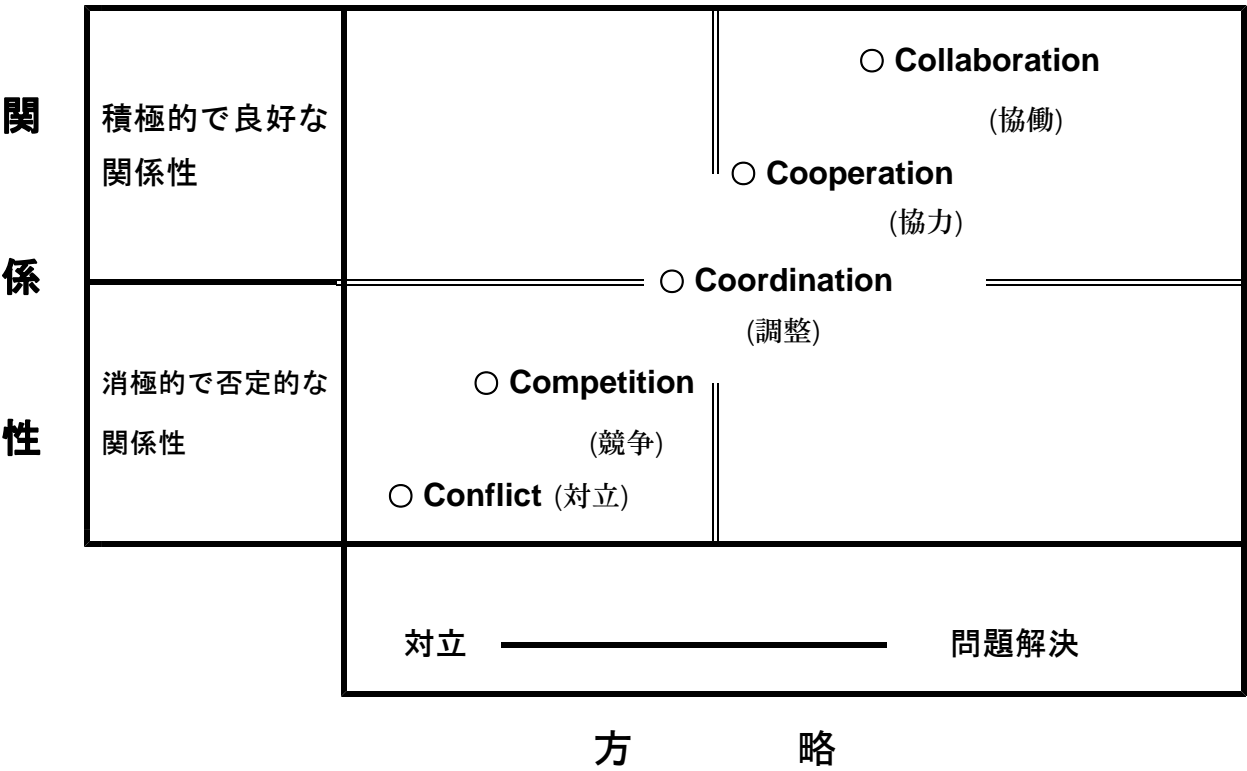 関係性
積極的で良好な
関係性
消極的で否定的な
関係性
○ Collaboration
(協働)
○ Cooperation
(協力)
○ Coordination
(調整)
○ Competition
(競争)
○ Conflict (対立)
対立
問題解決
方略